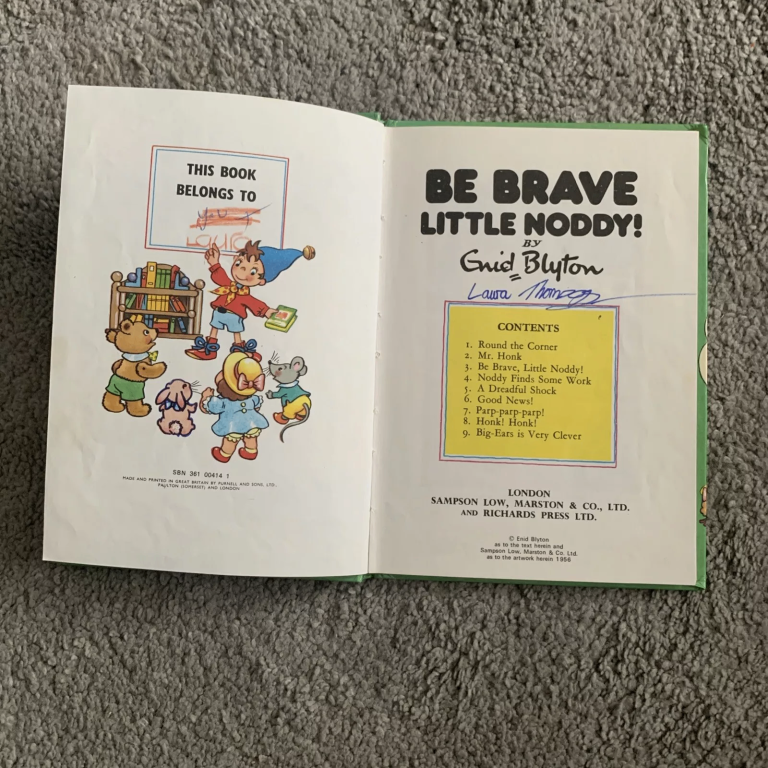 THIS BOOK
BELONGS TO
SBN 361 00414 1
MADE AND PRINTED IN GREAT BRITAIN BY PURNELL AND SONS, LTD.,
PAULTON (SOMERSET) AND LONDON.
BE BRAVE
LITTLE NODDY!
BY
Enid Blyton
Laura
CONTENTS
1. Round the Corner
2. Mr. Honk
3. Be Brave, Little Noddy!
4. Noddy Finds Some Work
5. A Dreadful Shock
6. Good News!
7. Parp-parp-parp!
8. Honk! Honk!
9. Big-Ears is Very Clever
LONDON
SAMPSON LOW, MARSTON & CO., LTD.
AND RICHARDS PRESS LTD.
© Enid Blyton
as to the text herein and
Sampson Low, Marston & Co. Ltd.
as to the artwork herein 1956